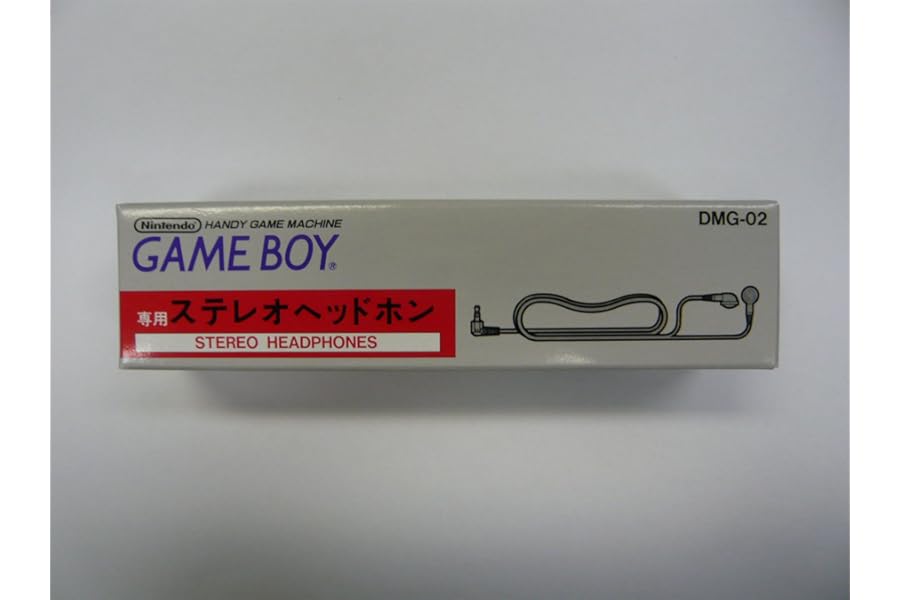 Nintendo HANDY GAME MACHINE
GAME BOY®
専用ステレオヘッドホン
STEREO HEADPHONES
DMG-02